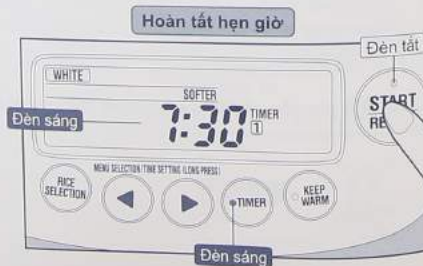 Hoàn tất hẹn giờ
Đèn tắt
WHITE
SOFTER
Đèn sáng
7:30
TIMER
1
START
MENU SELECTION/TIME SETTING (LONG PRESS)
RICE SELECTION
TIMER
KEEP WARM
Đèn sáng